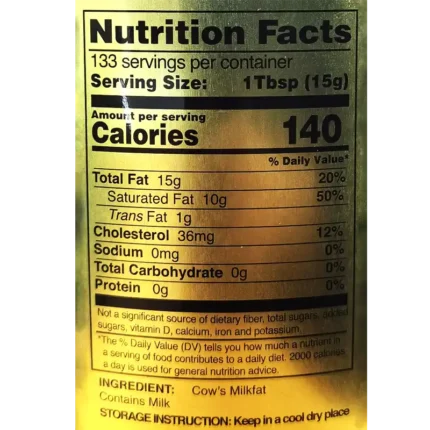 Nutrition Facts
133 servings per container
Serving Size: 1Tbsp (15g)
Amount per serving
Calories 140
% Daily Value*
Total Fat 15g 20%
Saturated Fat 10g 50%
Trans Fat 1g
Cholesterol 36mg 12%
Sodium 0mg 0%
Total Carbohydrate 0g 0%
Protein 0g 0%
Not a significant source of dietary fiber, total sugars, added
sugars, vitamin D, calcium, iron and potassium.
*The % Daily Value (DV) tells you how much a nutrient in
a serving of food contributes to a daily diet. 2000 calories
a day is used for general nutrition advice.
INGREDIENT: Cow's Milkfat
Contains Milk
STORAGE INSTRUCTION: Keep in a cool dry place